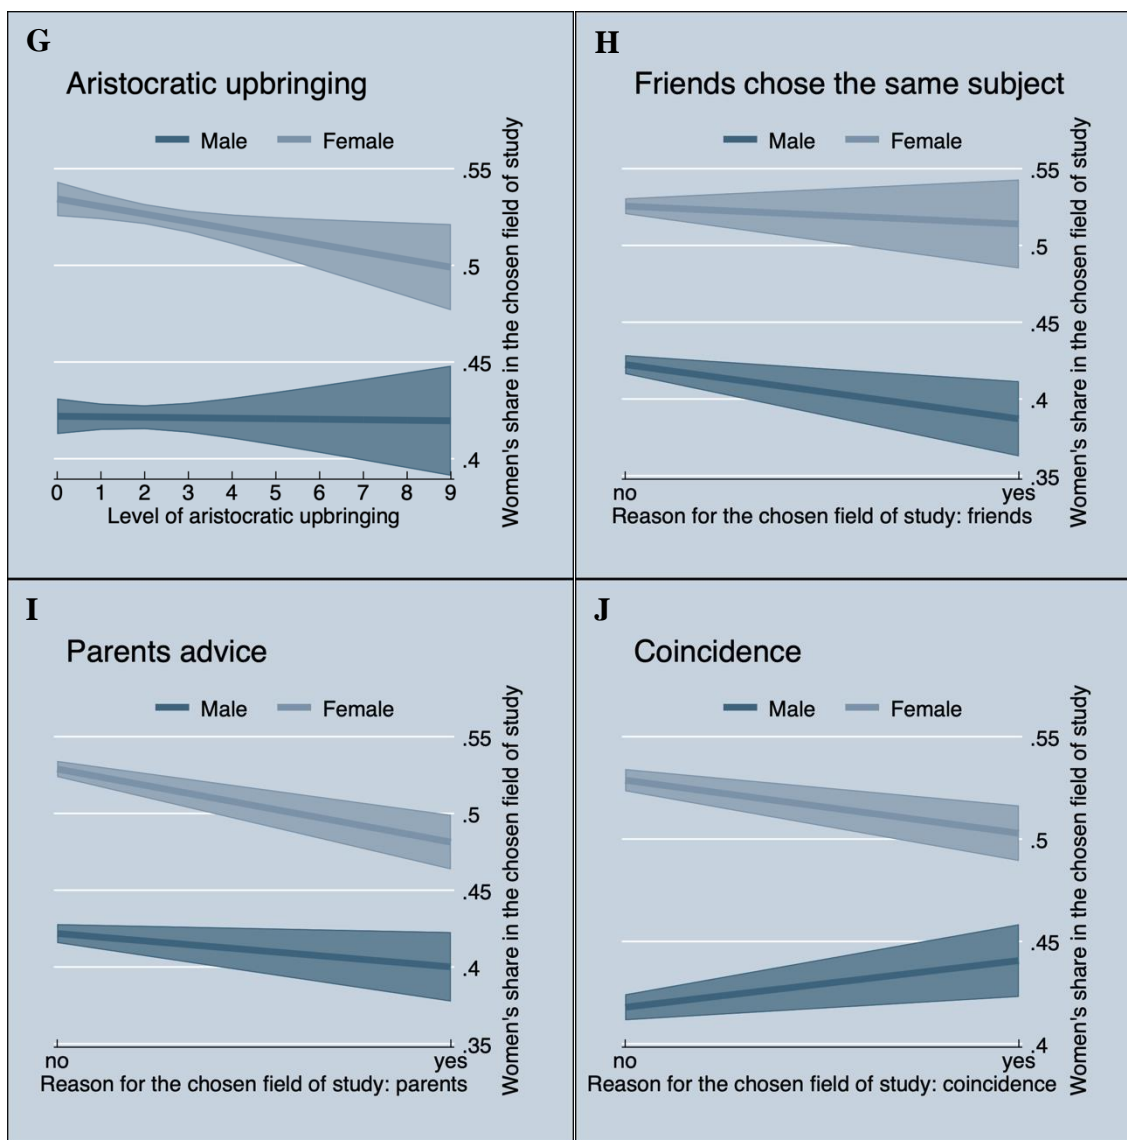 G
Aristocratic upbringing
Male Female
.55
.5
.45
.4
Women's share in the chosen field of study
0 1 2 3 4 5 6 7 8 9
Level of aristocratic upbringing
H
Friends chose the same subject
Male Female
.55
.5
.45
.4
.35
Women's share in the chosen field of study
no yes
Reason for the chosen field of study: friends
I
Parents advice
Male Female
.55
.5
.45
.4
.35
Women's share in the chosen field of study
no yes
Reason for the chosen field of study: parents
J
Coincidence
Male Female
.55
.5
.45
.4
Women's share in the chosen field of study
no yes
Reason for the chosen field of study: coincidence